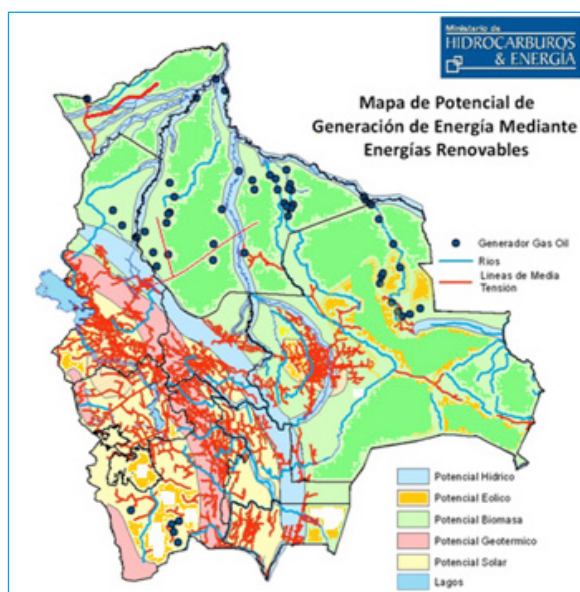 Ministerio de
HIDROCARBUROS
& ENERGÍA
Mapa de Potencial de
Generación de Energía Mediante
Energías Renovables
Generador Gas Oil
Rios
Lineas de Media
Tensión
Potencial Hidrico
Potencial Eolico
Potencial Biomasa
Potencial Geotermico
Potencial Solar
Lagos